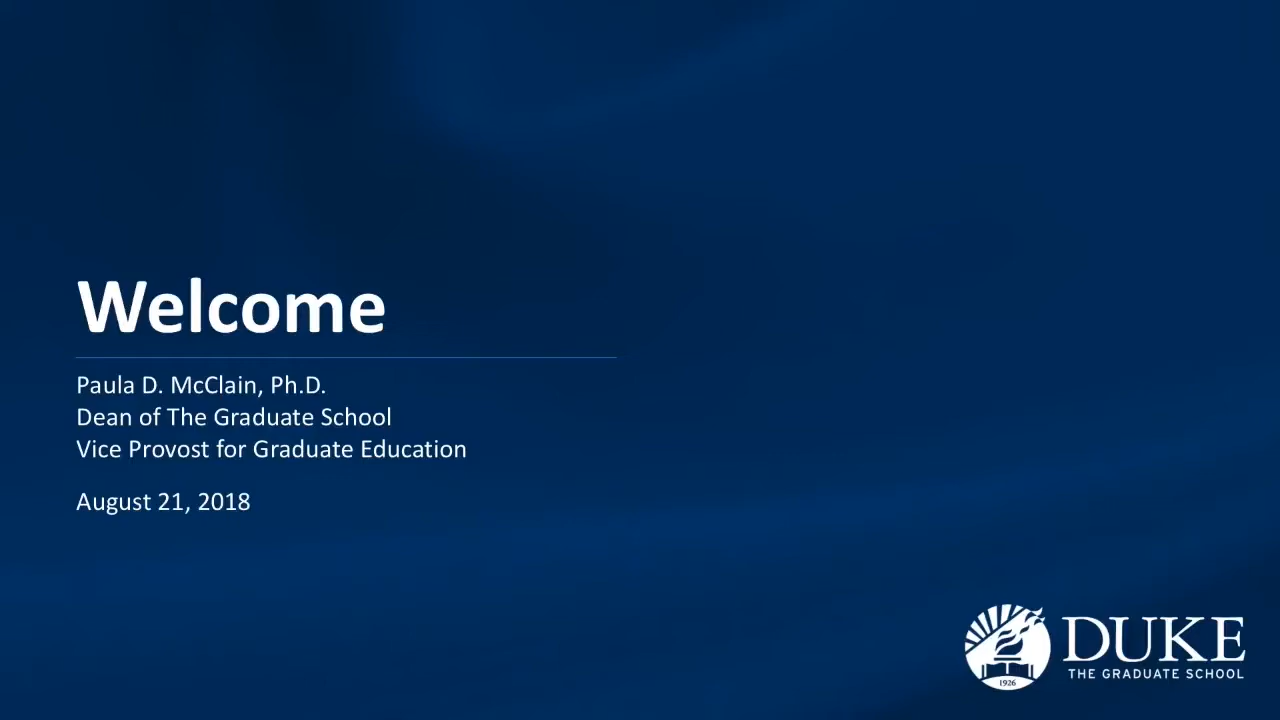 Welcome
Paula D. McClain, Ph.D.
Dean of The Graduate School
Vice Provost for Graduate Education
August 21, 2018
1926
DUKE
THE GRADUATE SCHOOL